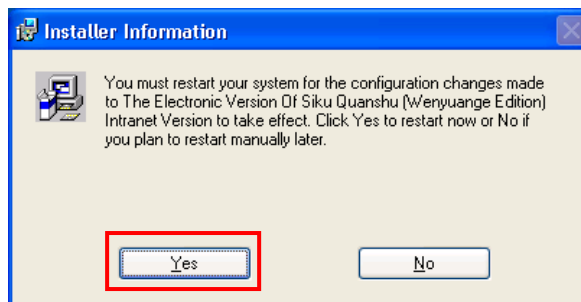 Installer Information
You must restart your system for the configuration changes made
to The Electronic Version Of Siku Quanshu (Wenyuange Edition)
Intranet Version to take effect. Click Yes to restart now or No if
you plan to restart manually later.
Yes
No